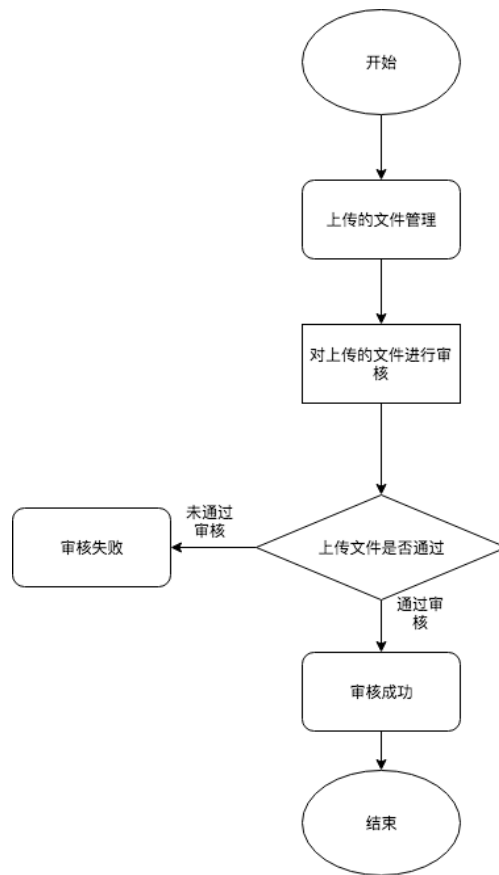 开始
上传的文件管理
对上传的文件进行审
核
未通过
审核
审核失败
上传文件是否通过
通过审
核
审核成功
结束